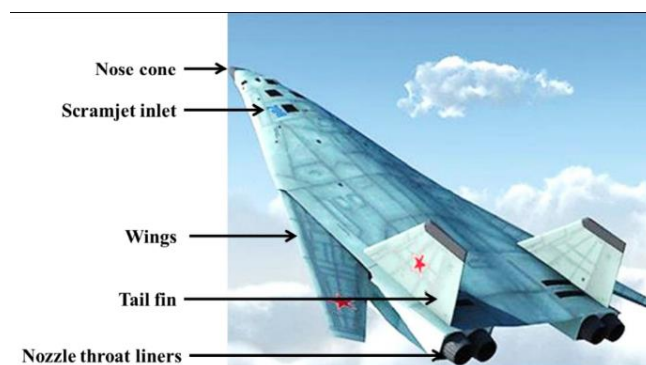 Nose cone
Scramjet inlet
Wings
Tail fin
Nozzle throat liners